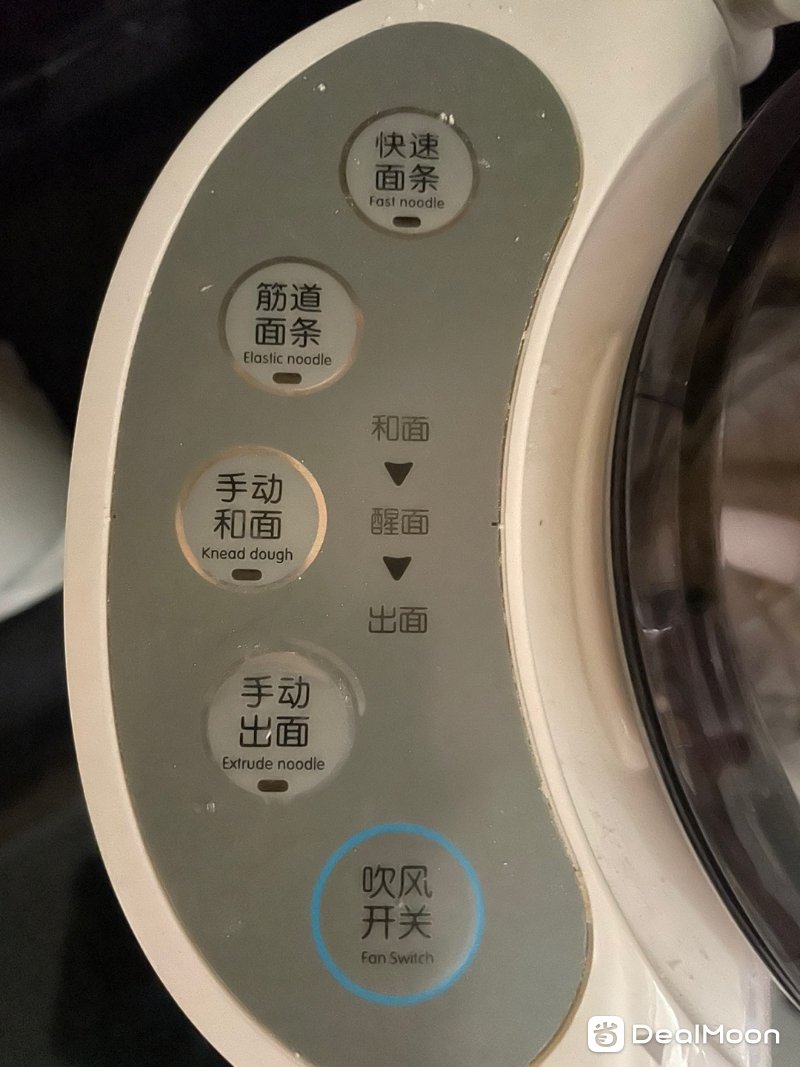 快速
面条
Fast noodle
筋道
面条
Elastic noodle
和面
手动
和面
Knead dough
醒面
出面
手动
出面
Extrude noodle
吹风
开关
Fan Switch
省
DealMoon